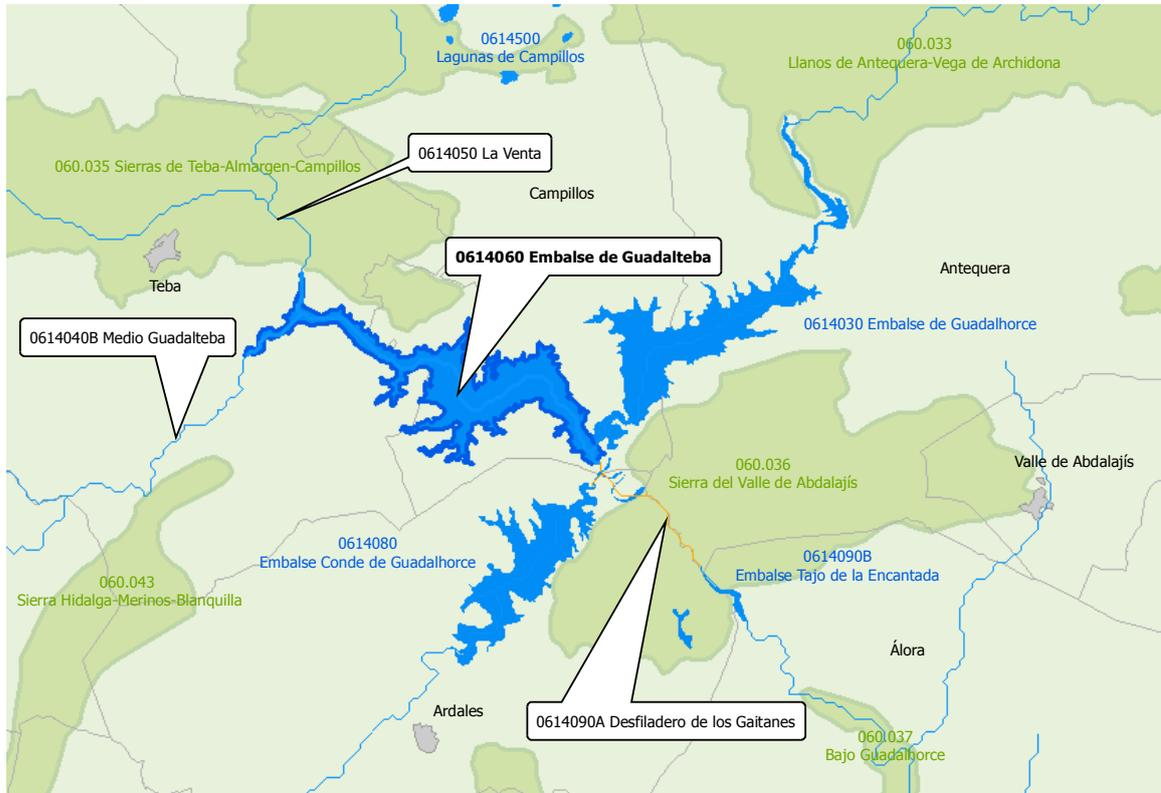 0614500
Lagunas de Campillos
060.033
Llanos de Antequera-Vega de Archidona
0614050 La Venta
060.035 Sierras de Teba-Almargen-Campillos
Campillos
0614060 Embalse de Guadalteba
Antequera
Teba
0614030 Embalse de Guadalhorce
0614040B Medio Guadalteba
060.036
Sierra del Valle de Abdalajís
Valle de Abdalajís
0614080
Embalse Conde de Guadalhorce
0614090B
Embalse Tajo de la Encantada
060.043
Sierra Hidalga-Merinos-Blanquilla
Álora
Ardales
0614090A Desfiladero de los Gaitanes
060.037
Bajo Guadalhorce